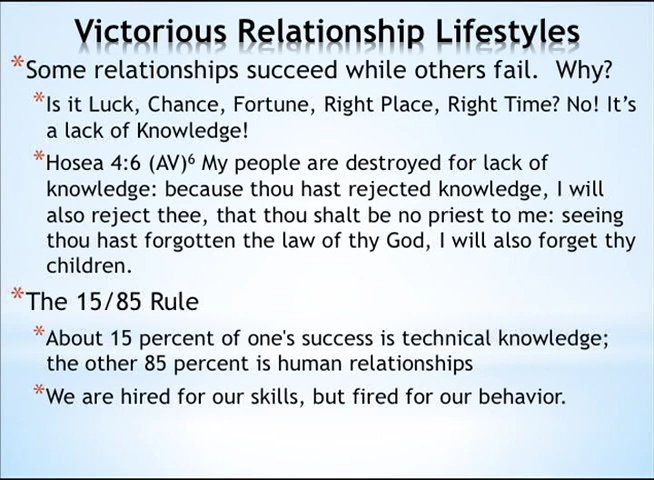 Victorious Relationship Lifestyles
*Some relationships succeed while others fail.  Why?
*Is it Luck, Chance, Fortune, Right Place, Right Time? No! It’s
a lack of Knowledge!
*Hosea 4:6 (AV)⁶ My people are destroyed for lack of
knowledge: because thou hast rejected knowledge, I will
also reject thee, that thou shalt be no priest to me: seeing
thou hast forgotten the law of thy God, I will also forget thy
children.
*The 15/85 Rule
*About 15 percent of one's success is technical knowledge;
the other 85 percent is human relationships
*We are hired for our skills, but fired for our behavior.